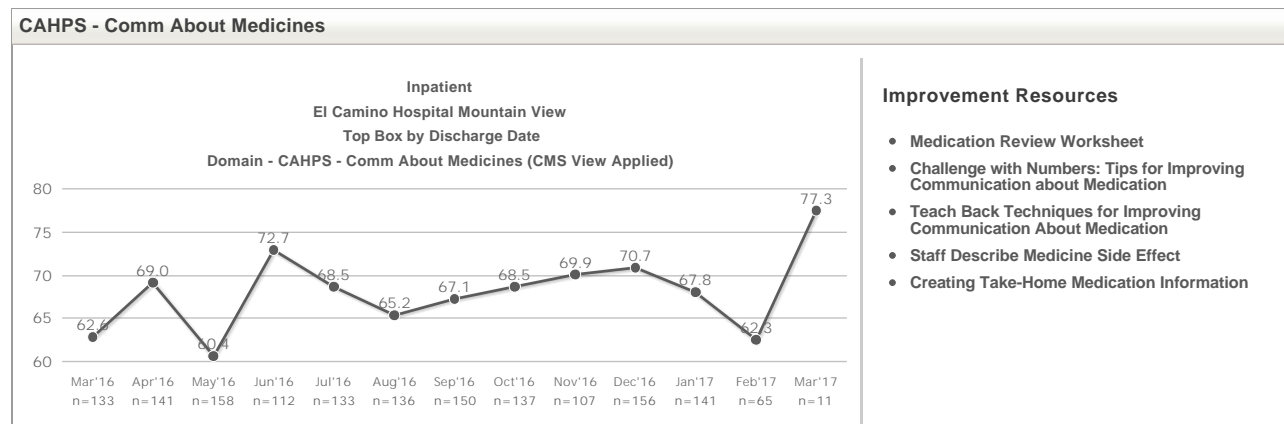 CAHPS - Comm About Medicines
Inpatient
El Camino Hospital Mountain View
Top Box by Discharge Date
Domain - CAHPS - Comm About Medicines (CMS View Applied)
80
75
70
65
60
62.6
69.0
60.4
72.7
68.5
65.2
67.1
68.5
69.9
70.7
67.8
62.3
77.3
Mar'16 Apr'16 May'16 Jun'16 Jul'16 Aug'16 Sep'16 Oct'16 Nov'16 Dec'16 Jan'17 Feb'17 Mar'17
n=133 n=141 n=158 n=112 n=133 n=136 n=150 n=137 n=107 n=156 n=141 n=65 n=11
Improvement Resources
• Medication Review Worksheet
• Challenge with Numbers: Tips for Improving
Communication about Medication
• Teach Back Techniques for Improving
Communication About Medication
• Staff Describe Medicine Side Effect
• Creating Take-Home Medication Information